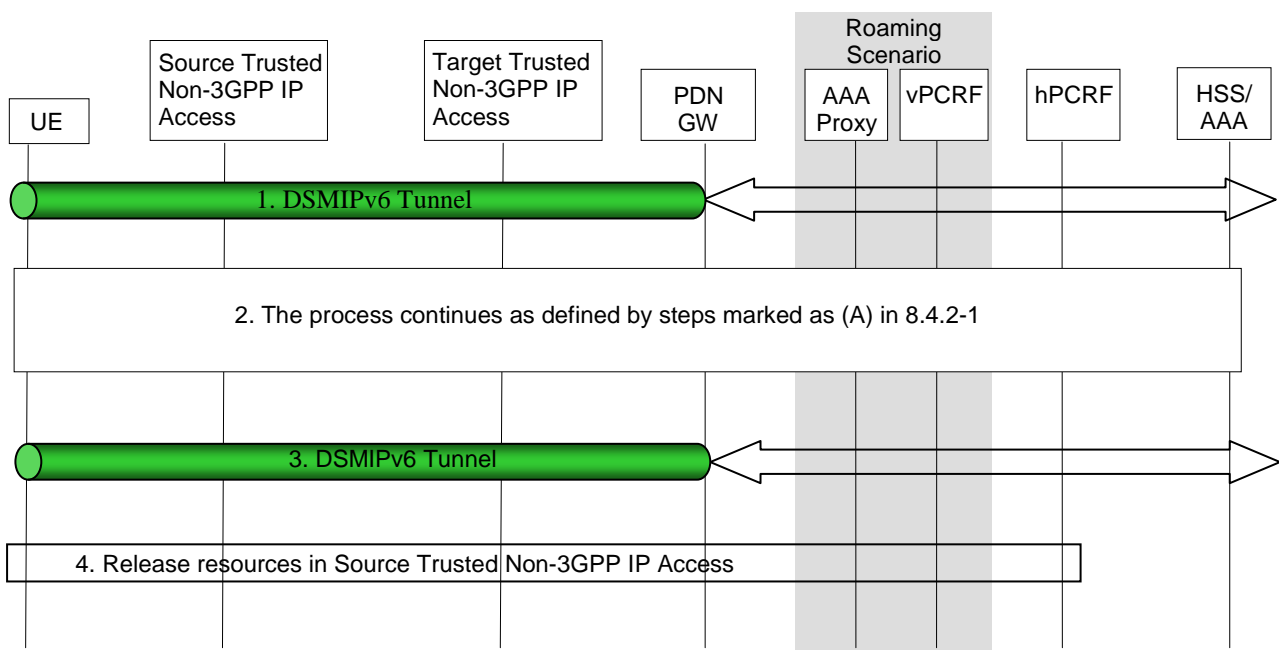 Roaming
Scenario
Source Trusted
Non-3GPP IP
Access
Target Trusted
Non-3GPP IP
Access
UE
PDN
GW
AAA
Proxy
vPCRF
hPCRF
HSS/
AAA
1. DSMIPv6 Tunnel
2. The process continues as defined by steps marked as (A) in 8.4.2-1
3. DSMIPv6 Tunnel
4. Release resources in Source Trusted Non-3GPP IP Access